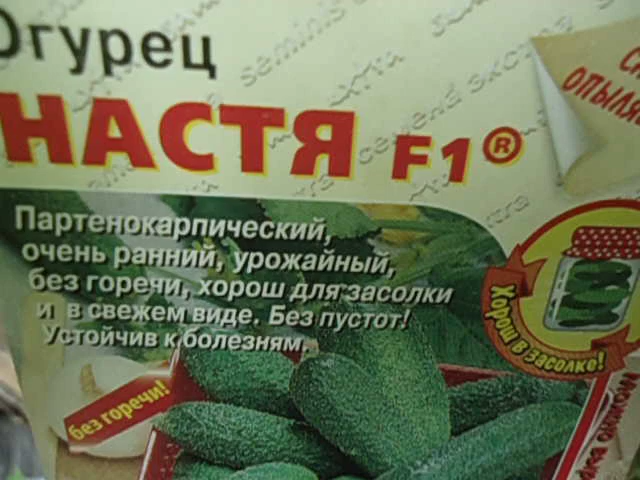 Огурец
НАСТЯ F1®
ОПЫЛЯ
Партенокарпический,
очень ранний, урожайный,
без горечи, хорош для засолки
и в свежем виде. Без пустот!
Устойчив к болезням.
Хорош в засолке!
без горечи!